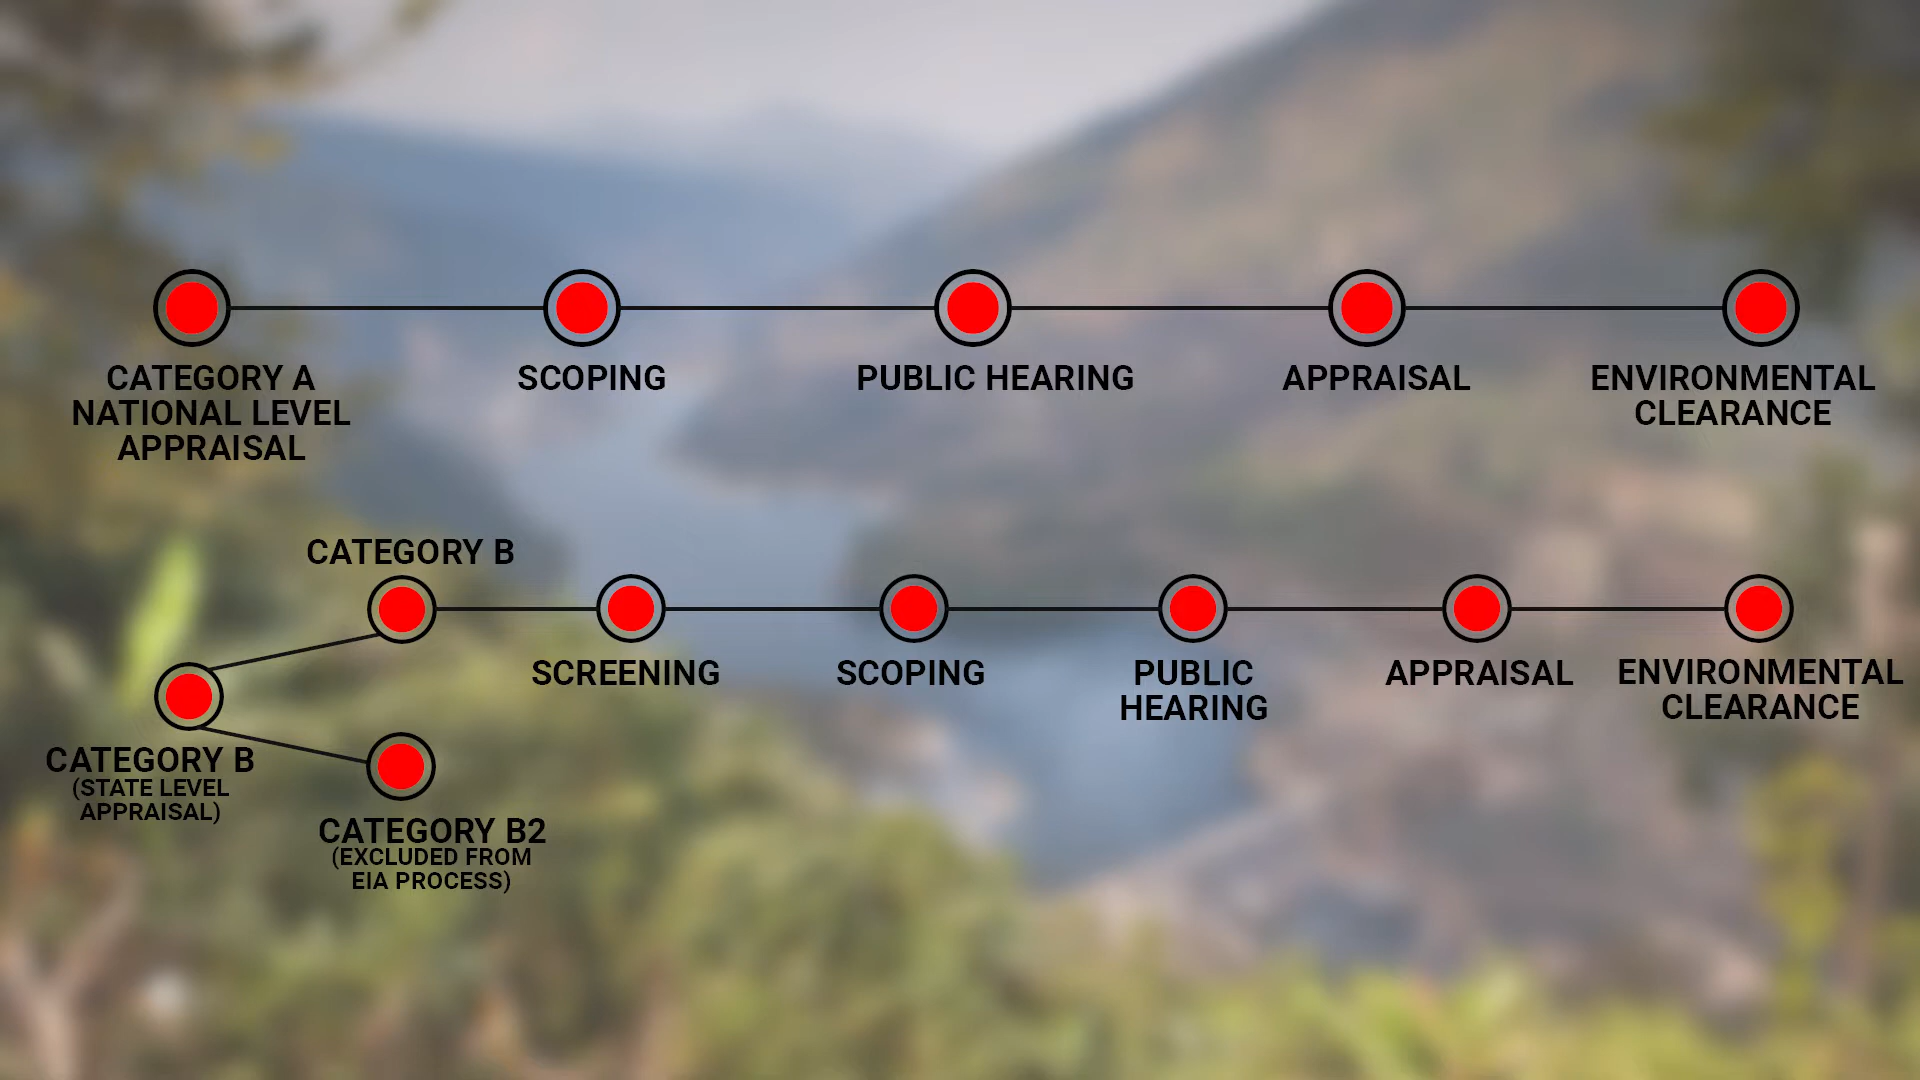 CATEGORY A
NATIONAL LEVEL
APPRAISAL
SCOPING
PUBLIC HEARING
APPRAISAL
ENVIRONMENTAL
CLEARANCE
CATEGORY B
(STATE LEVEL
APPRAISAL)
CATEGORY B
SCREENING
SCOPING
PUBLIC
HEARING
APPRAISAL
ENVIRONMENTAL
CLEARANCE
CATEGORY B2
(EXCLUDED FROM
EIA PROCESS)